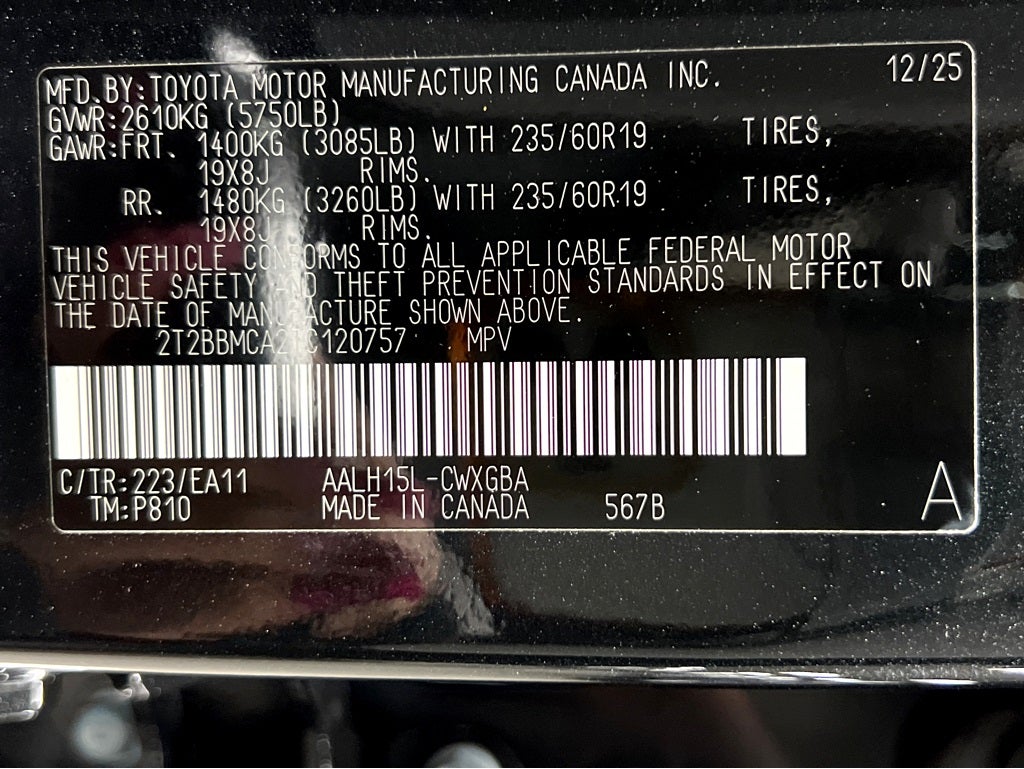 MFD.BY:TOYOTA MOTOR MANUFACTURING CANADA INC. 12/25
GVWR:2610KG (5750LB)
GAWR:FRT. 1400KG (3085LB) WITH 235/60R19 TIRES,
19X8J RIMS.
RR. 1480KG (3260LB) WITH 235/60R19 TIRES,
19X8J RIMS.
THIS VEHICLE CONFORMS TO ALL APPLICABLE FEDERAL MOTOR
VEHICLE SAFETY AND THEFT PREVENTION STANDARDS IN EFFECT ON
THE DATE OF MANUFACTURE SHOWN ABOVE.
2T2BBMCA2TC120757 MPV
C/TR:223/EA11 AALH15L-CWXGBA
TM:P810 MADE IN CANADA 567B A